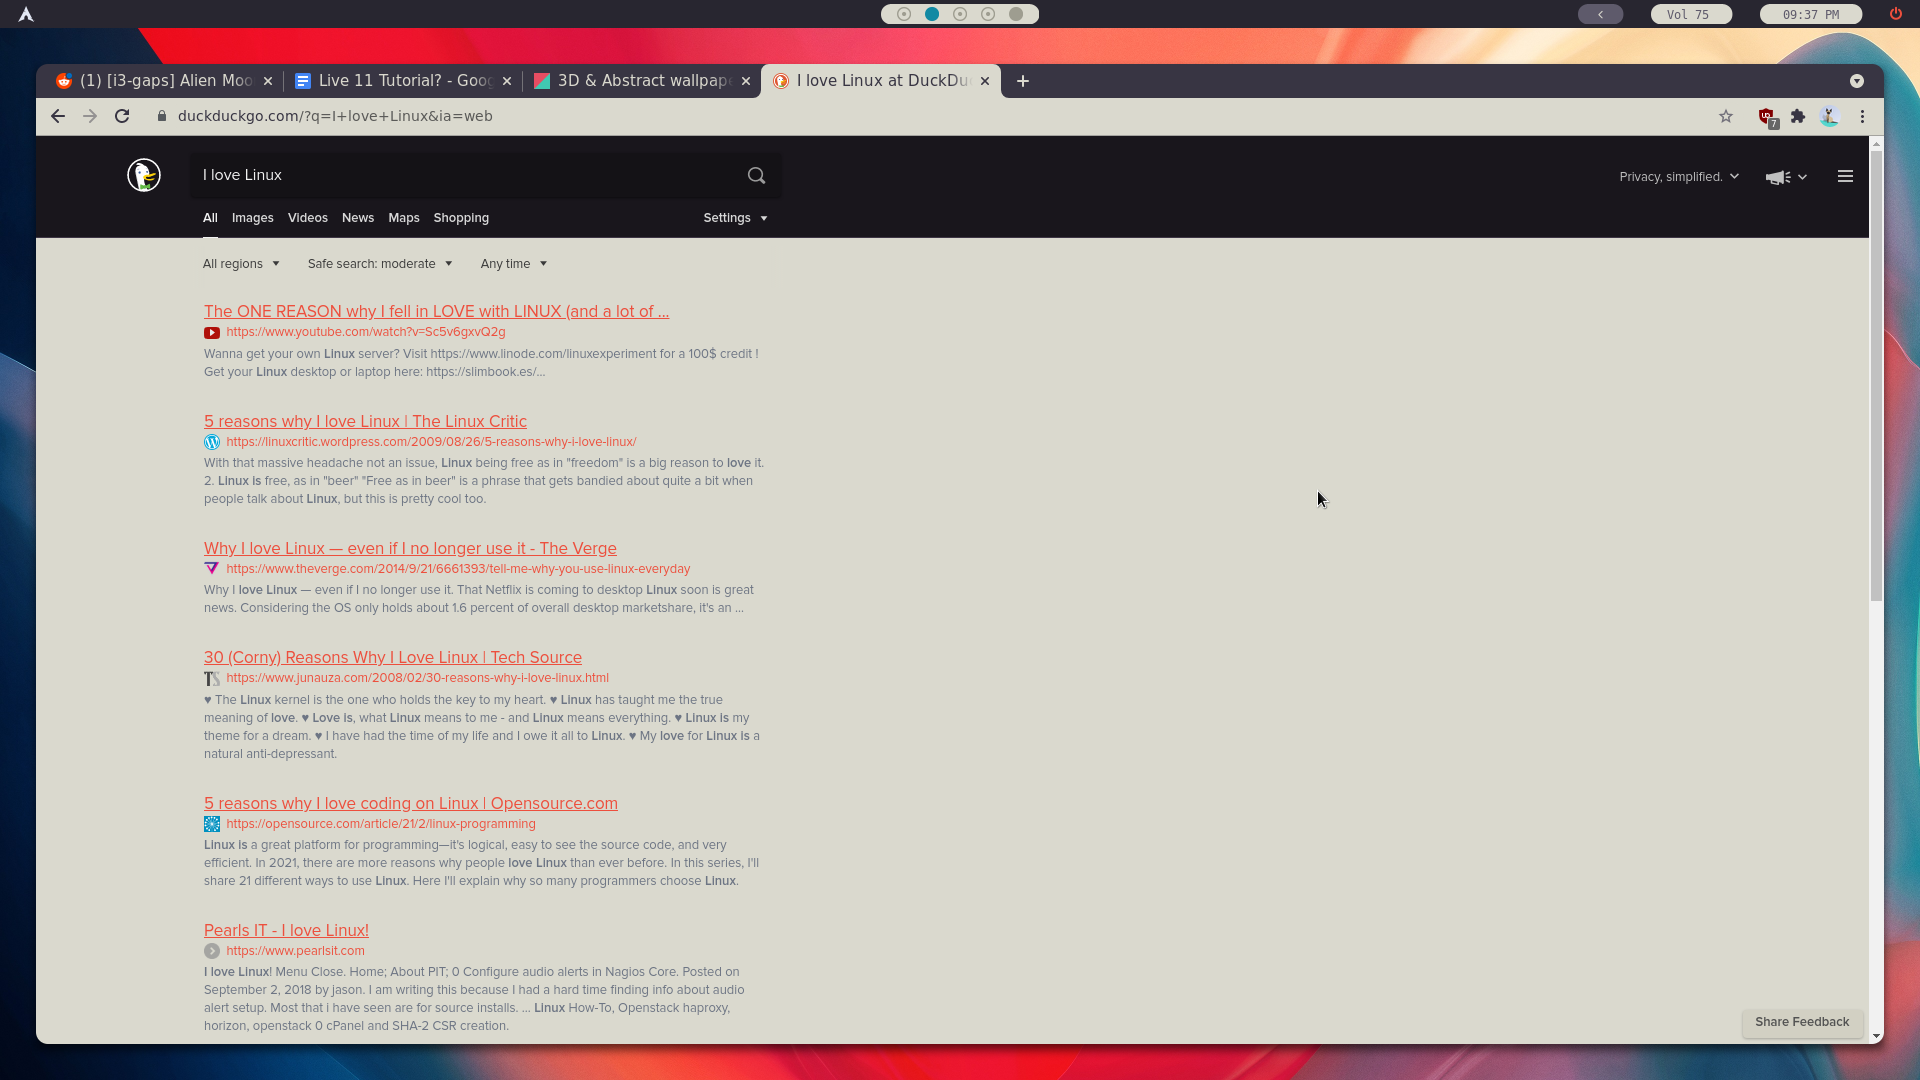 Vol 75
09:37 PM
(1) [i3-gaps] Alien Moo
Live 11 Tutorial? - Goog
3D & Abstract wallpape
I love Linux at DuckDu
duckduckgo.com/?q=I+love+Linux&ia=web
7
I love Linux
Privacy, simplified.
All Images Videos News Maps Shopping Settings
All regions Safe search: moderate Any time
The ONE REASON why I fell in LOVE with LINUX (and a lot of ...
https://www.youtube.com/watch?v=Sc5v6gxvQ2g
Wanna get your own Linux server? Visit https://www.linode.com/linuxexperiment for a 100$ credit !
Get your Linux desktop or laptop here: https://slimbook.es/...
5 reasons why I love Linux | The Linux Critic
https://linuxcritic.wordpress.com/2009/08/26/5-reasons-why-i-love-linux/
With that massive headache not an issue, Linux being free as in "freedom" is a big reason to love it.
2. Linux is free, as in "beer" "Free as in beer" is a phrase that gets bandied about quite a bit when
people talk about Linux, but this is pretty cool too.
Why I love Linux — even if I no longer use it - The Verge
https://www.theverge.com/2014/9/21/6661393/tell-me-why-you-use-linux-everyday
Why I love Linux — even if I no longer use it. That Netflix is coming to desktop Linux soon is great
news. Considering the OS only holds about 1.6 percent of overall desktop marketshare, it's an ...
30 (Corny) Reasons Why I Love Linux | Tech Source
TS https://www.junauza.com/2008/02/30-reasons-why-i-love-linux.html
♥ The Linux kernel is the one who holds the key to my heart. ♥ Linux has taught me the true
meaning of love. ♥ Love is, what Linux means to me - and Linux means everything. ♥ Linux is my
theme for a dream. ♥ I have had the time of my life and I owe it all to Linux. ♥ My love for Linux is a
natural anti-depressant.
5 reasons why I love coding on Linux | Opensource.com
https://opensource.com/article/21/2/linux-programming
Linux is a great platform for programming—it's logical, easy to see the source code, and very
efficient. In 2021, there are more reasons why people love Linux than ever before. In this series, I'll
share 21 different ways to use Linux. Here I'll explain why so many programmers choose Linux.
Pearls IT - I love Linux!
https://www.pearlsit.com
I love Linux! Menu Close. Home; About PIT; 0 Configure audio alerts in Nagios Core. Posted on
September 2, 2018 by jason. I am writing this because I had a hard time finding info about audio
alert setup. Most that i have seen are for source installs. ... Linux How-To, Openstack haproxy,
horizon, openstack 0 cPanel and SHA-2 CSR creation.
Share Feedback